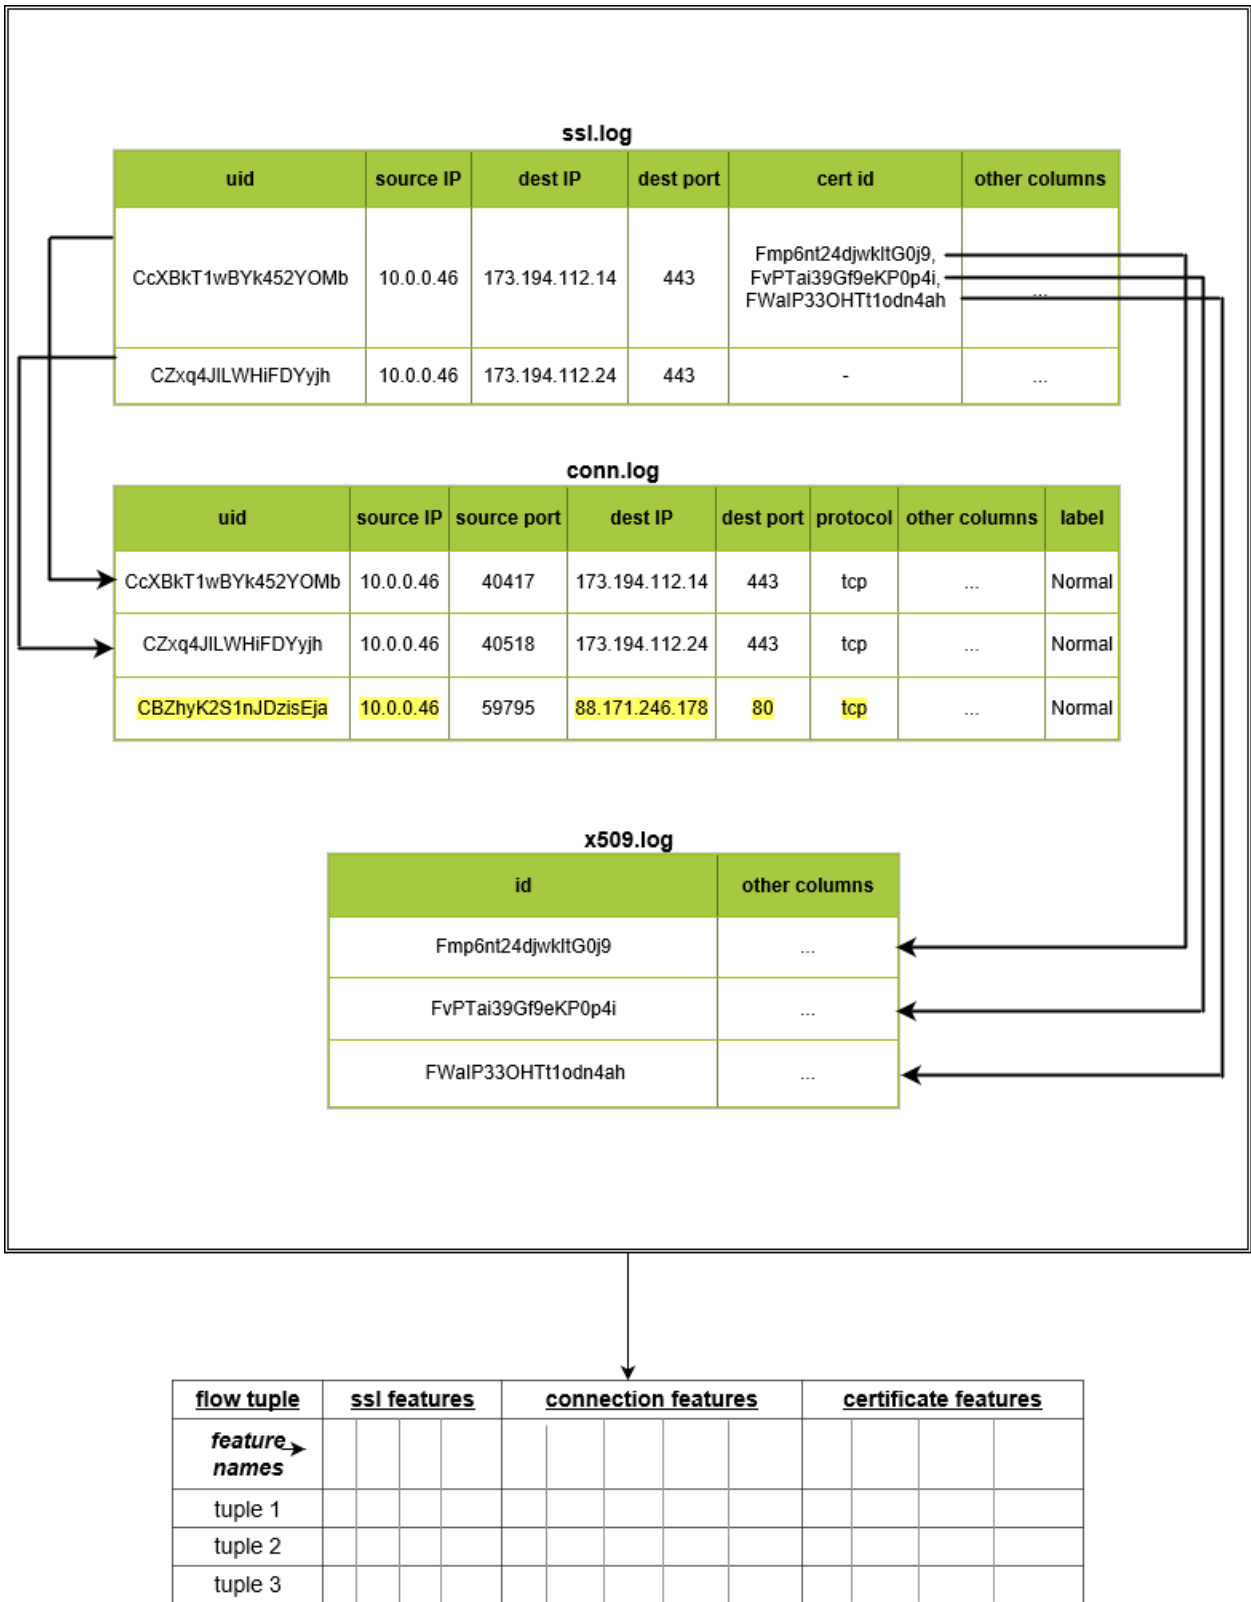 ssl.log
uid source IP dest IP dest port cert id other columns
CcXBkT1wBYk452YOMb 10.0.0.46 173.194.112.14 443 Fmp6nt24djwkltG0j9,
FvPTai39Gf9eKP0p4i,
FWalP33OHTt1odn4ah ...
CZxq4JlLWHiFDYyjh 10.0.0.46 173.194.112.24 443 - ...
conn.log
uid source IP source port dest IP dest port protocol other columns label
CcXBkT1wBYk452YOMb 10.0.0.46 40417 173.194.112.14 443 tcp ... Normal
CZxq4JlLWHiFDYyjh 10.0.0.46 40518 173.194.112.24 443 tcp ... Normal
CBZhyK2S1nJDzisEja 10.0.0.46 59795 88.171.246.178 80 tcp ... Normal
x509.log
id other columns
Fmp6nt24djwkltG0j9 ...
FvPTai39Gf9eKP0p4i ...
FWalP33OHTt1odn4ah ...
flow tuple ssl features connection features certificate features
feature
names
tuple 1
tuple 2
tuple 3